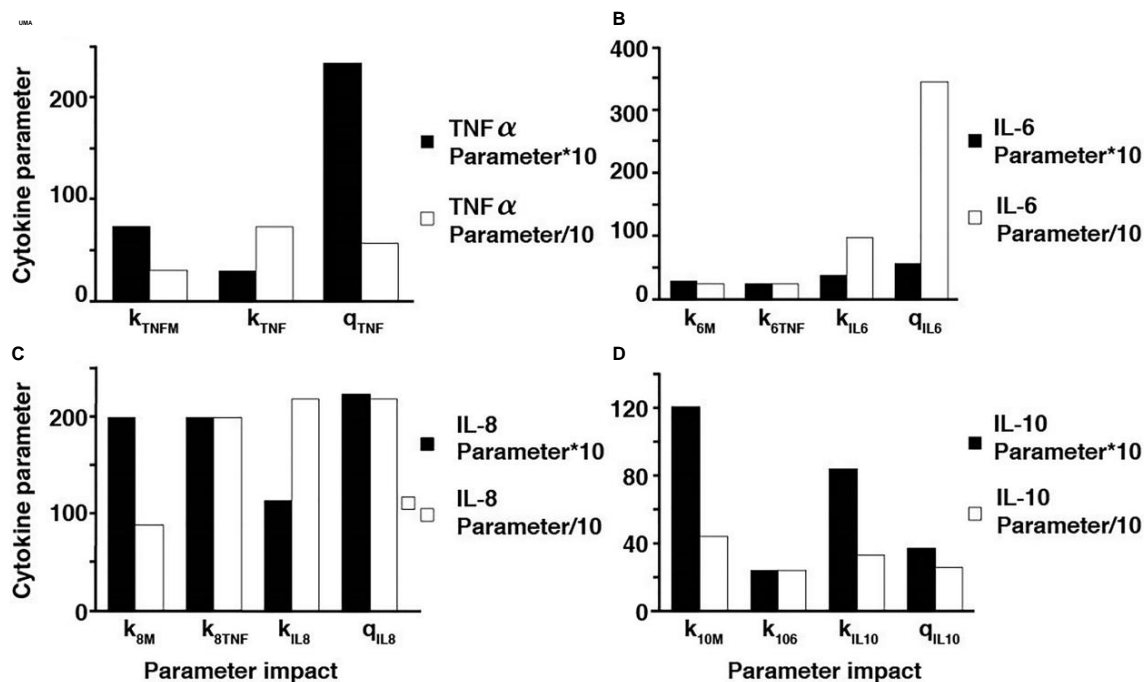 UMA
Cytokine parameter
200
100
0
k_TNFM k_TNF q_TNF
TNFα
Parameter*10
TNFα
Parameter/10
B
400
300
400
200
100
0
k_6M k_6TNF k_IL6 q_IL6
IL-6
Parameter*10
IL-6
Parameter/10
C
Cytokine parameter
200
100
0
k_8M k_8TNF k_IL8 q_IL8
Parameter impact
IL-8
Parameter*10
IL-8
Parameter/10
D
120
80
40
0
k_10M k_106 k_IL10 q_IL10
Parameter impact
IL-10
Parameter*10
IL-10
Parameter/10